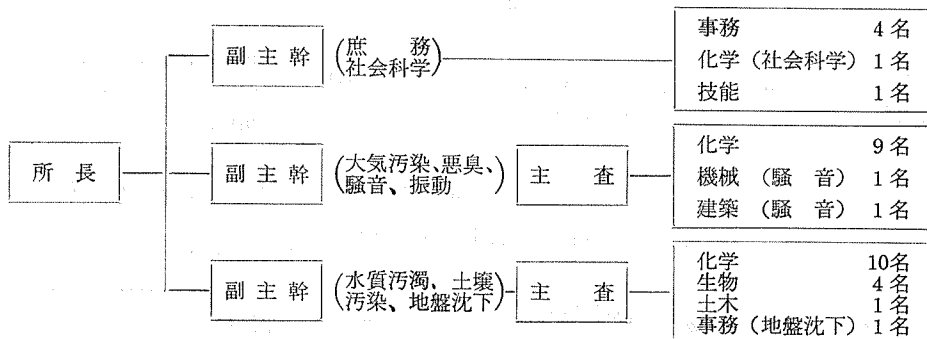 所長
副主幹
(庶務
社会科学)
事務 4名
化学(社会科学) 1名
技能 1名
副主幹
(大気汚染、悪臭、
騒音、振動)
主査
化学 9名
機械(騒音) 1名
建築(騒音) 1名
副主幹
(水質汚濁、土壌
汚染、地盤沈下)
主査
化学 10名
生物 4名
土木 1名
事務(地盤沈下) 1名